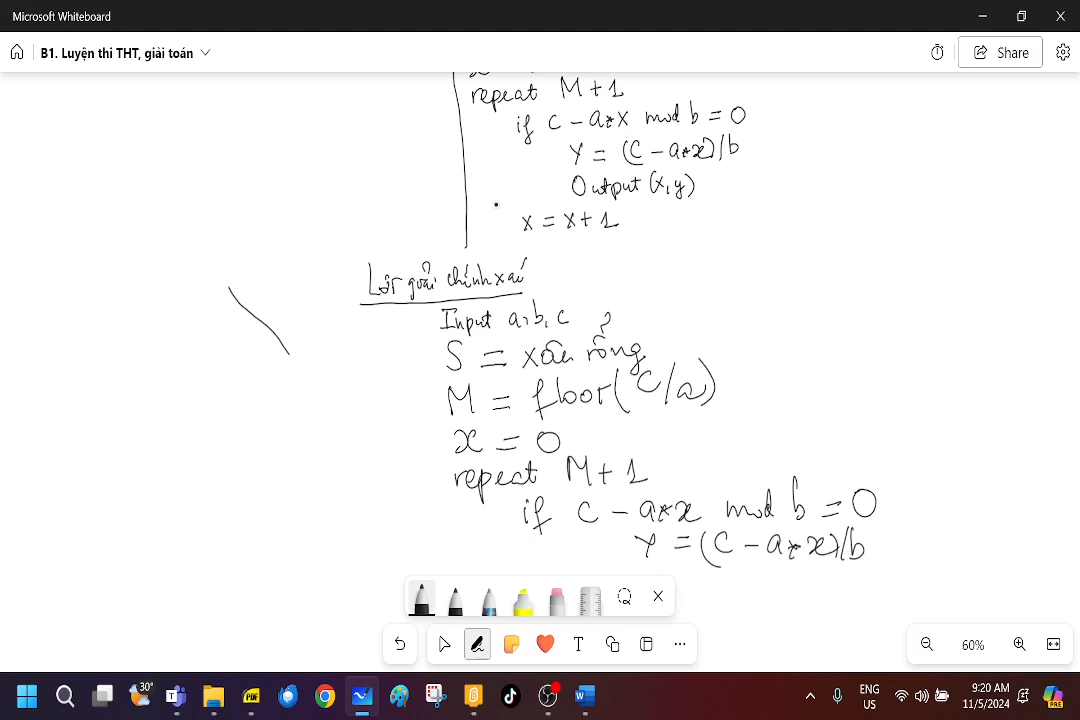 Microsoft Whiteboard
B1. Luyện thi THT, giải toán
Share
repeat M+1
if c - a*x mod b = 0
Y = (C - a*x)/b
Output (x,y)
x = x+1
Lời giải chính xác
Input a, b, c
S = xâu rỗng
M = floor(C/a)
x = 0
repeat M+1
if c - a*x mod b = 0
Y = (C - a*x)/b
60%
30°
PDF
ENG
US
9:20 AM
11/5/2024
PRE